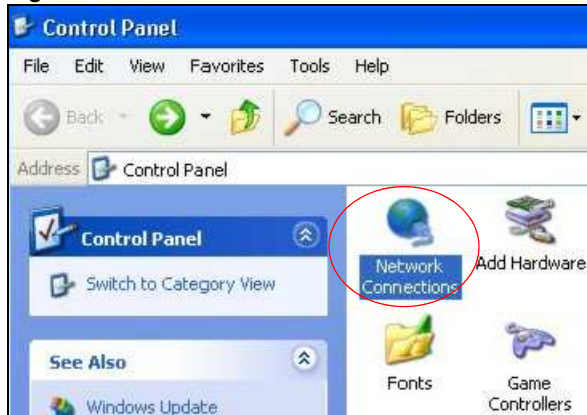 Control Panel
File Edit View Favorites Tools Help
Back Search Folders
Address Control Panel
Control Panel
Switch to Category View
See Also
Windows Update
Network Connections
Add Hardware
Fonts
Game Controllers